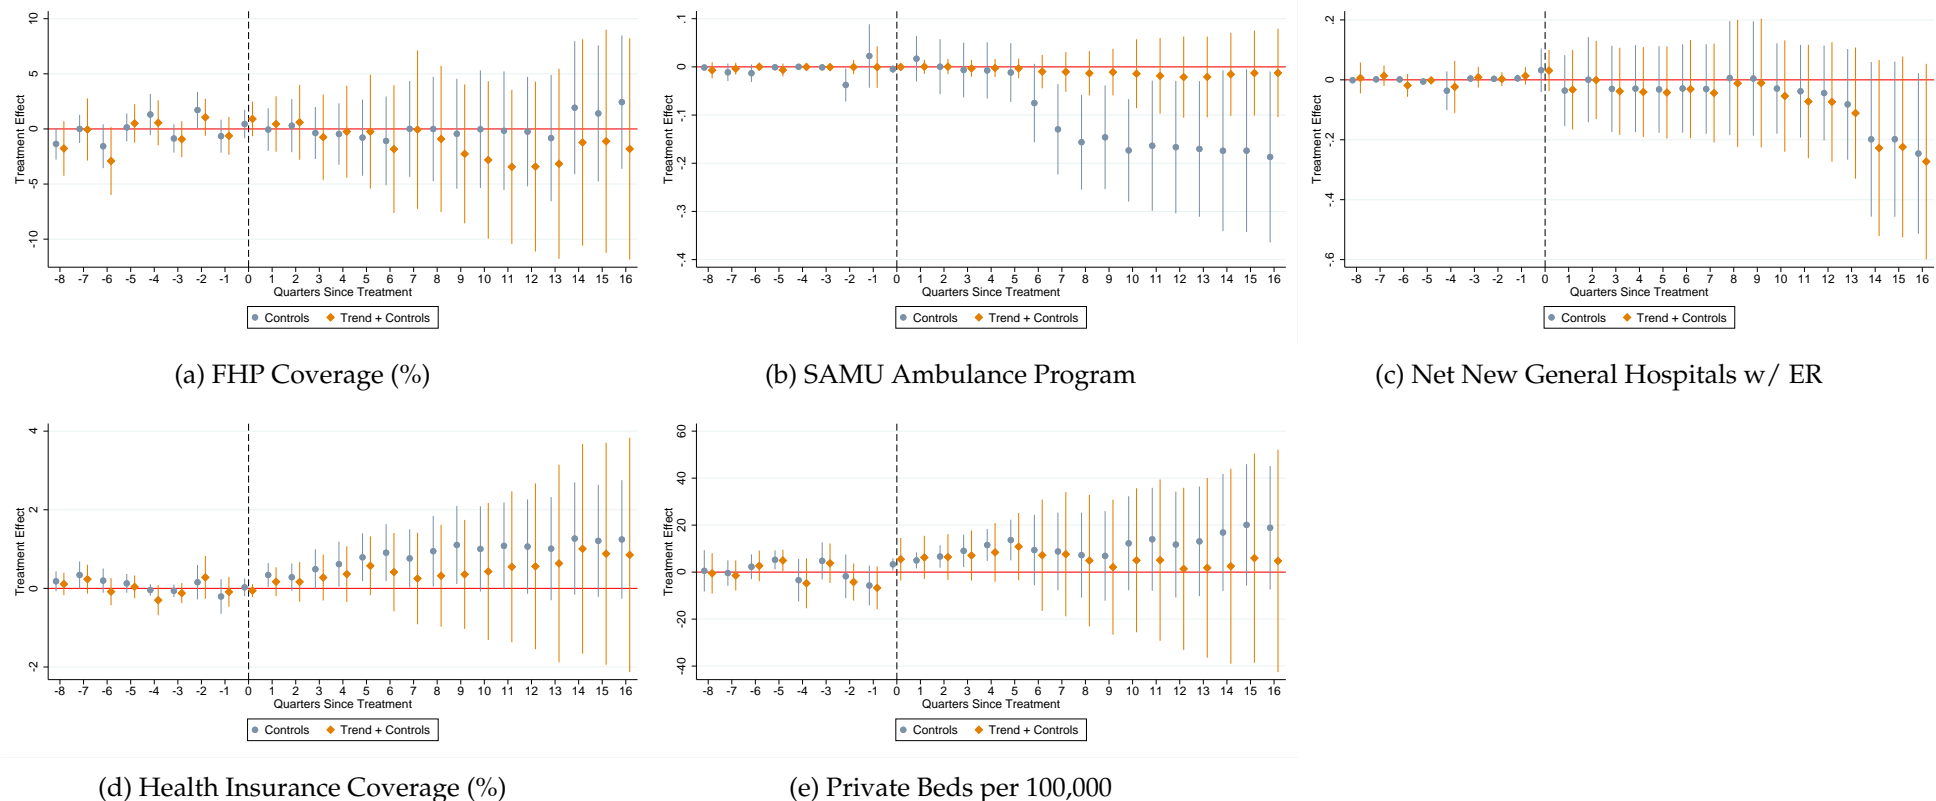 10
5
0
-5
-10
Treatment Effect
-8 -7 -6 -5 -4 -3 -2 -1 0 1 2 3 4 5 6 7 8 9 10 11 12 13 14 15 16
Quarters Since Treatment
Controls Trend + Controls
(a) FHP Coverage (%)
.1
0
-.1
-.2
-.3
-.4
Treatment Effect
-8 -7 -6 -5 -4 -3 -2 -1 0 1 2 3 4 5 6 7 8 9 10 11 12 13 14 15 16
Quarters Since Treatment
Controls Trend + Controls
(b) SAMU Ambulance Program
.2
0
-.2
-.4
-.6
Treatment Effect
-8 -7 -6 -5 -4 -3 -2 -1 0 1 2 3 4 5 6 7 8 9 10 11 12 13 14 15 16
Quarters Since Treatment
Controls Trend + Controls
(c) Net New General Hospitals w/ ER
4
2
0
-2
Treatment Effect
-8 -7 -6 -5 -4 -3 -2 -1 0 1 2 3 4 5 6 7 8 9 10 11 12 13 14 15 16
Quarters Since Treatment
Controls Trend + Controls
(d) Health Insurance Coverage (%)
60
40
20
0
-20
-40
Treatment Effect
-8 -7 -6 -5 -4 -3 -2 -1 0 1 2 3 4 5 6 7 8 9 10 11 12 13 14 15 16
Quarters Since Treatment
Controls Trend + Controls
(e) Private Beds per 100,000